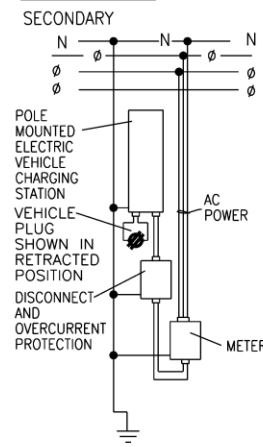 SECONDARY
N N N
ø ø
ø ø
ø ø
POLE
MOUNTED
ELECTRIC
VEHICLE
CHARGING
STATION
VEHICLE
PLUG
SHOWN IN
RETRACTED
POSITION
AC
POWER
DISCONNECT
AND
OVERCURRENT
PROTECTION
METER